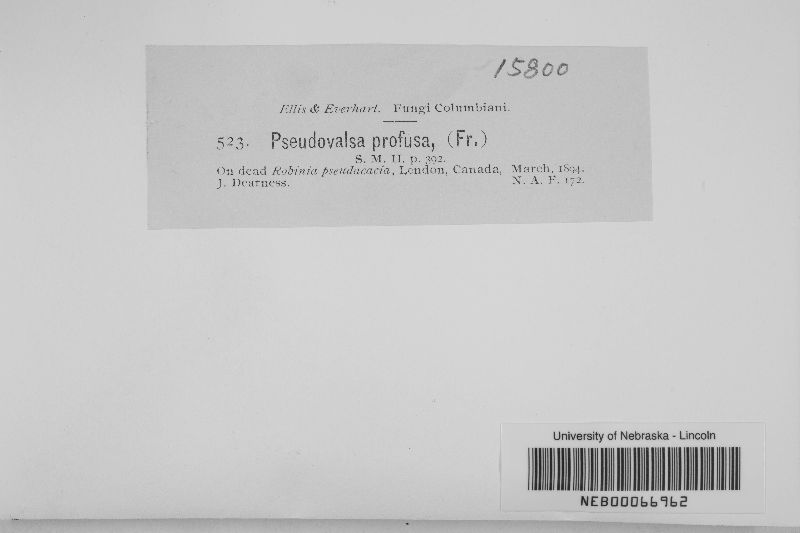 15800
Ellis & Everhart. Fungi Columbiani.
523. Pseudovalsa profusa, (Fr.)
S. M. II. p. 392.
On dead Robinia pseudacacia, London, Canada, March, 1894.
J. Dearness. N. A. F. 172.
University of Nebraska - Lincoln
NEB00066962